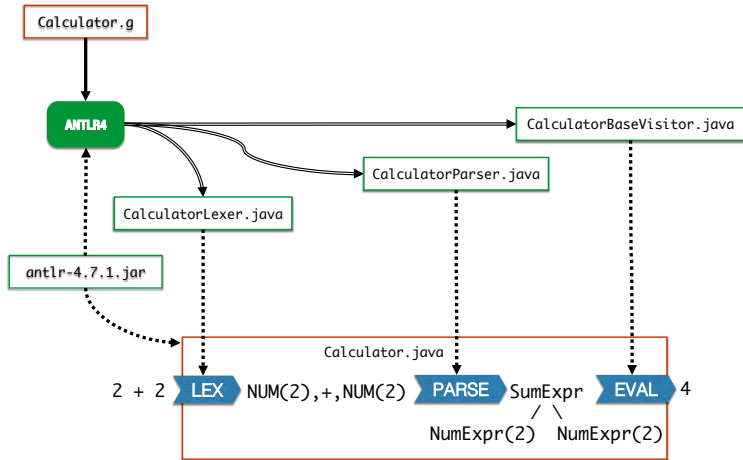 Calculator.g
ANTLR4
CalculatorBaseVisitor.java
CalculatorParser.java
CalculatorLexer.java
antlr-4.7.1.jar
Calculator.java
2 + 2 LEX NUM(2),+,NUM(2) PARSE SumExpr EVAL 4
NumExpr(2) NumExpr(2)